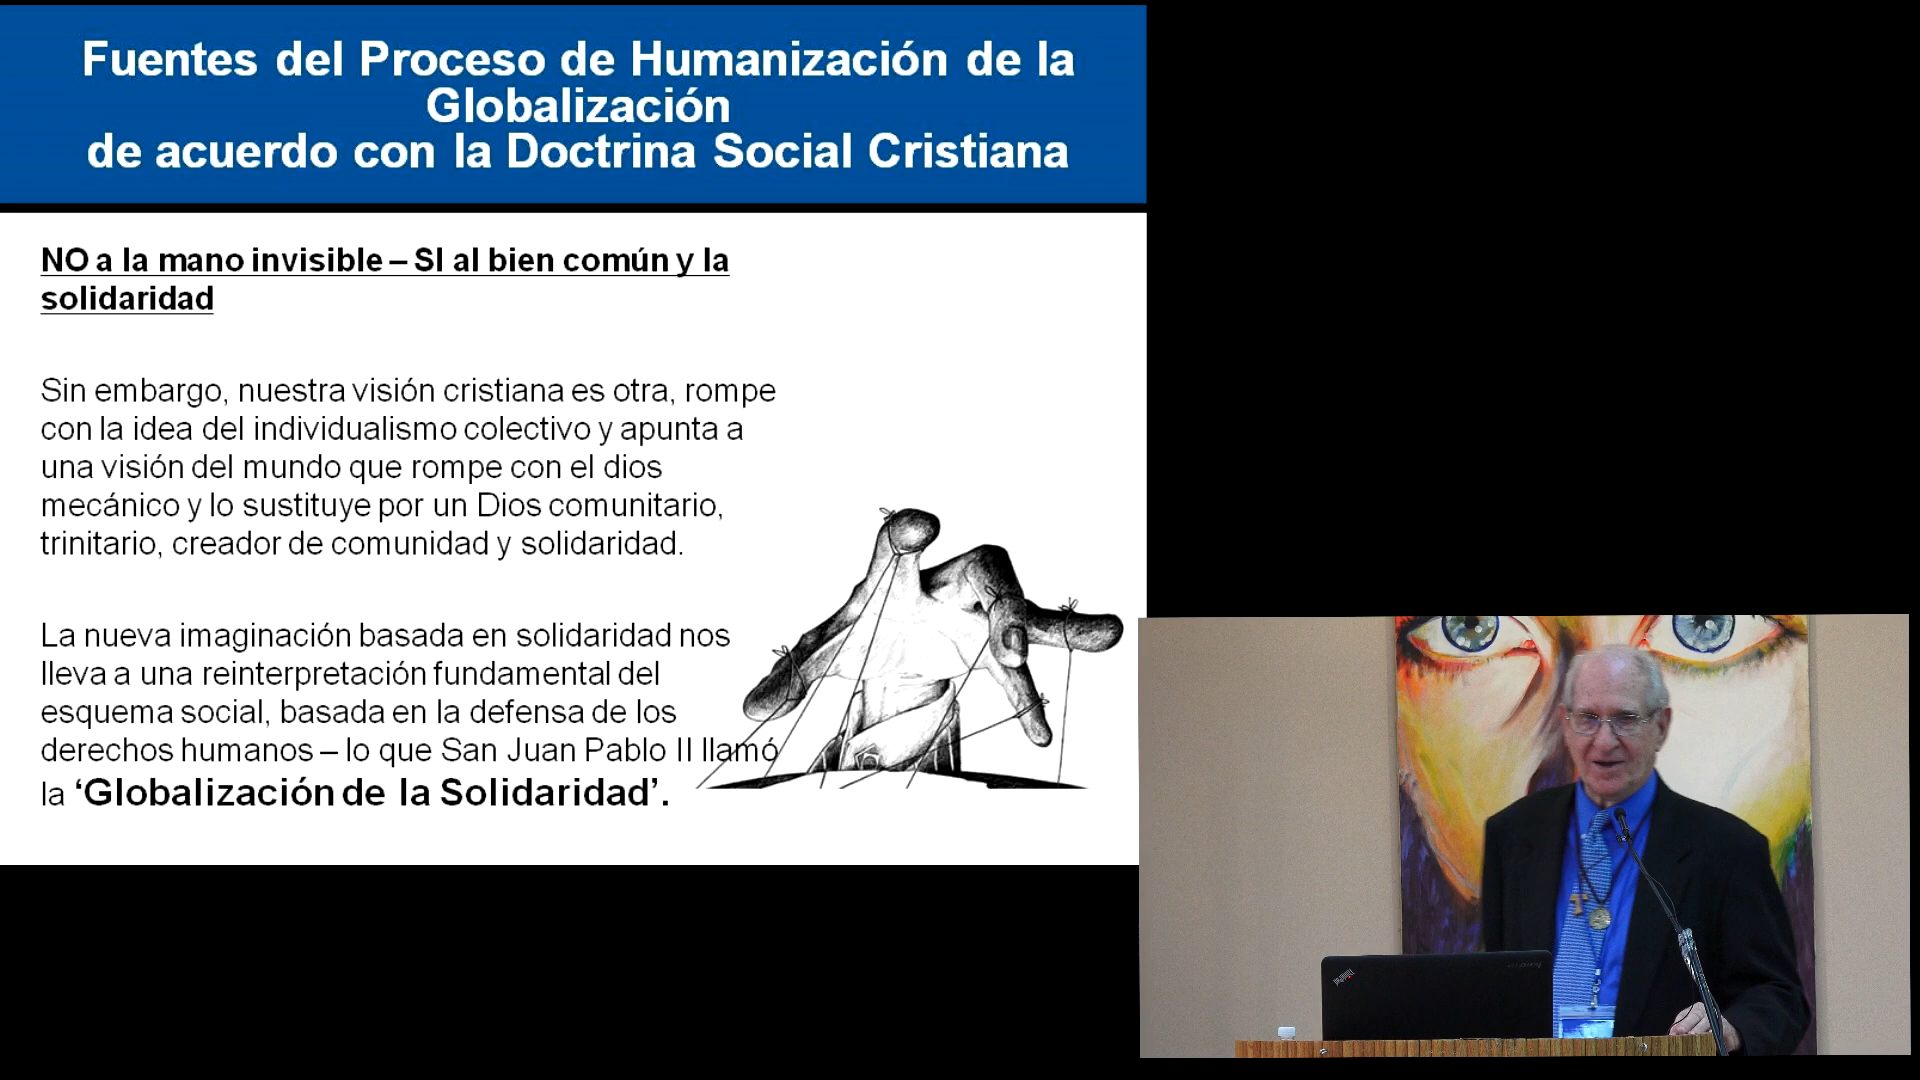 Fuentes del Proceso de Humanización de la
Globalización
de acuerdo con la Doctrina Social Cristiana
NO a la mano invisible – SI al bien común y la
solidaridad
Sin embargo, nuestra visión cristiana es otra, rompe
con la idea del individualismo colectivo y apunta a
una visión del mundo que rompe con el dios
mecánico y lo sustituye por un Dios comunitario,
trinitario, creador de comunidad y solidaridad.
La nueva imaginación basada en solidaridad nos
lleva a una reinterpretación fundamental del
esquema social, basada en la defensa de los
derechos humanos – lo que San Juan Pablo II llamó
la ‘Globalización de la Solidaridad’.